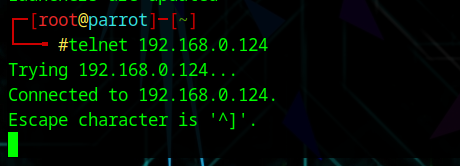 [root@parrot]-[~]
#telnet 192.168.0.124
Trying 192.168.0.124...
Connected to 192.168.0.124.
Escape character is '^]'.